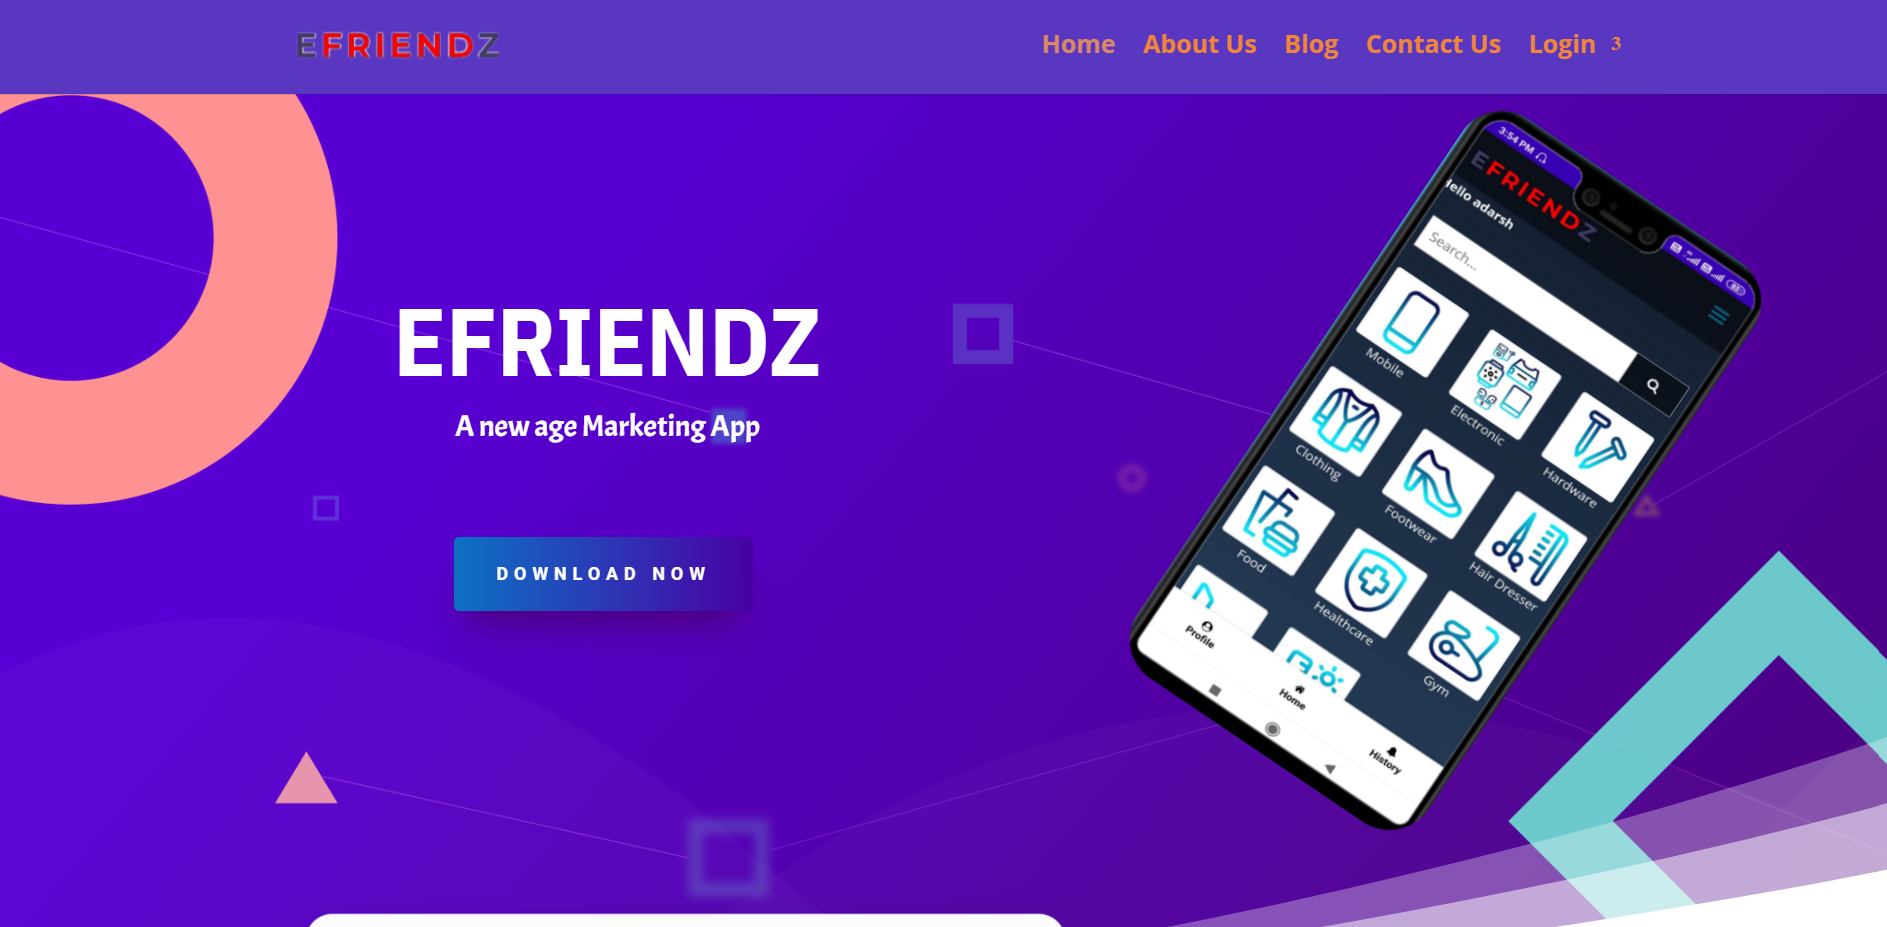 EFRIENDZ
Home About Us Blog Contact Us Login 3
EFRIENDZ
A new age Marketing App
DOWNLOAD NOW
3:54 PM
EFRIENDZ
Hello adarsh
Search...
Mobile
Electronic
Hardware
Clothing
Footwear
Hair Dresser
Food
Healthcare
Gym
Profile
Home
History